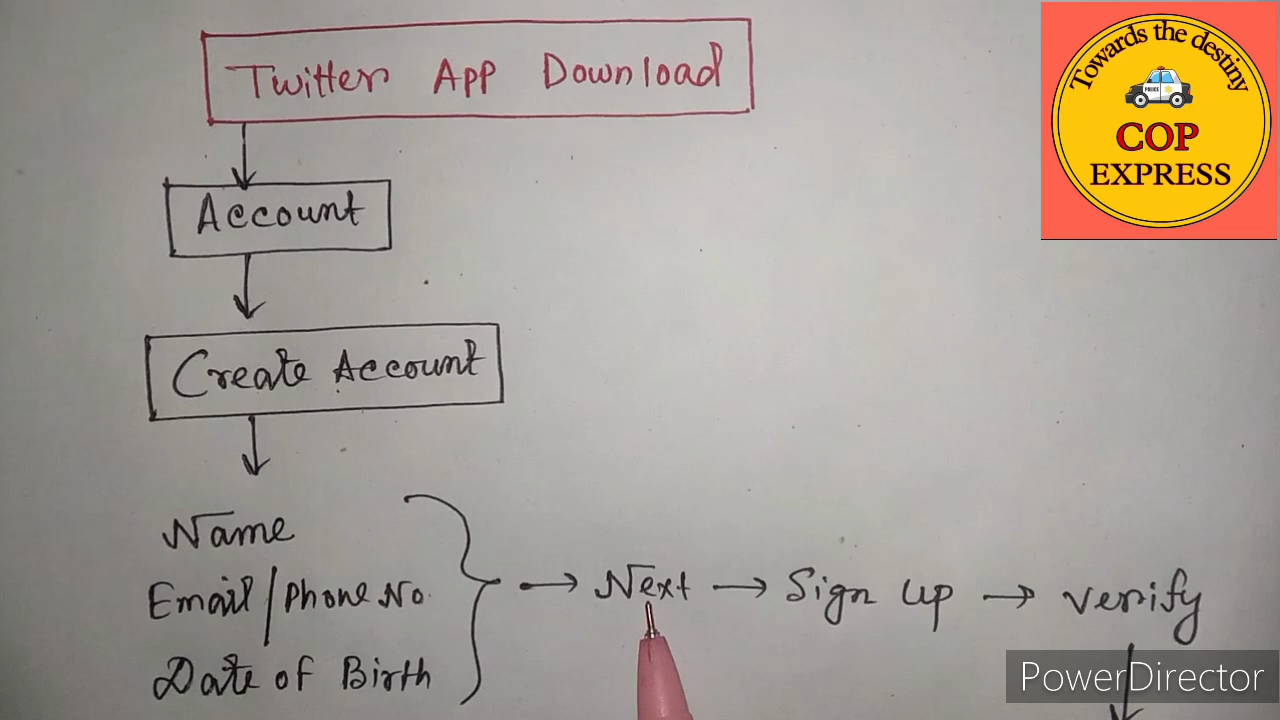 Twitter App Download
Towards the destiny
POLICE
COP
EXPRESS
Account
Create Account
Name
Email/Phone No.
Date of Birth
Next
Sign up
verify
PowerDirector